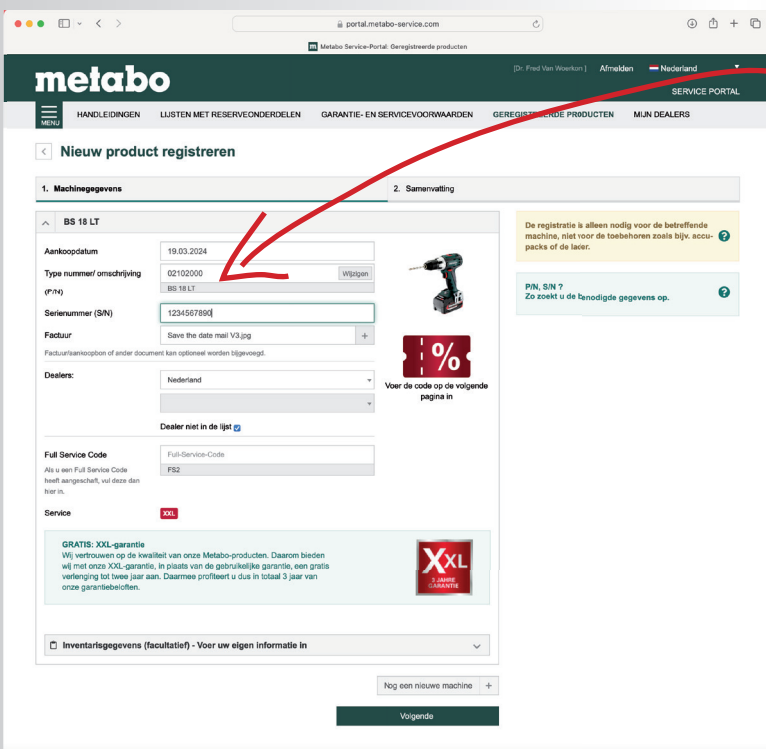 portal.metabo-service.com
m Metabo Service-Portal: Geregistreerde producten
metabo
[Dr. Fred Van Woerkom ] Afmelden Nederland
SERVICE PORTAL
MENU
HANDLEIDINGEN LIJSTEN MET RESERVEONDERDELEN GARANTIE- EN SERVICEVOORWAARDEN GEREGISTREERDE PRODUCTEN MIJN DEALERS
Nieuw product registreren
1. Machinegegevens 2. Samenvatting
BS 18 LT
Aankoopdatum 19.03.2024
Type nummer/ omschrijving (P/N) 02102000 Wijzigen
BS 18 LT
Serienummer (S/N) 1234567890
Factuur Save the date mail V3.jpg +
Factuur/aankoopbon of ander document kan optioneel worden bijgevoegd.
Dealers: Nederland
Dealer niet in de lijst
%
Voer de code op de volgende
pagina in
Full Service Code Full-Service-Code
FS2
Als u een Full Service Code
heeft aangeschaft, vul deze dan
hier in.
Service XXL
GRATIS: XXL-garantie
Wij vertrouwen op de kwaliteit van onze Metabo-producten. Daarom bieden
wij met onze XXL-garantie, in plaats van de gebruikelijke garantie, een gratis
verlenging tot twee jaar aan. Daarmee profiteert u dus in totaal 3 jaar van
onze garantiebeloften.
XXL
3 JAHRE
GARANTIE
Inventarisgegevens (facultatief) - Voer uw eigen informatie in
Nog een nieuwe machine +
Volgende
De registratie is alleen nodig voor de betreffende
machine, niet voor de toebehoren zoals bijv. accu-
packs of de lader.
?
P/N, S/N ?
Zo zoekt u de benodigde gegevens op.
?